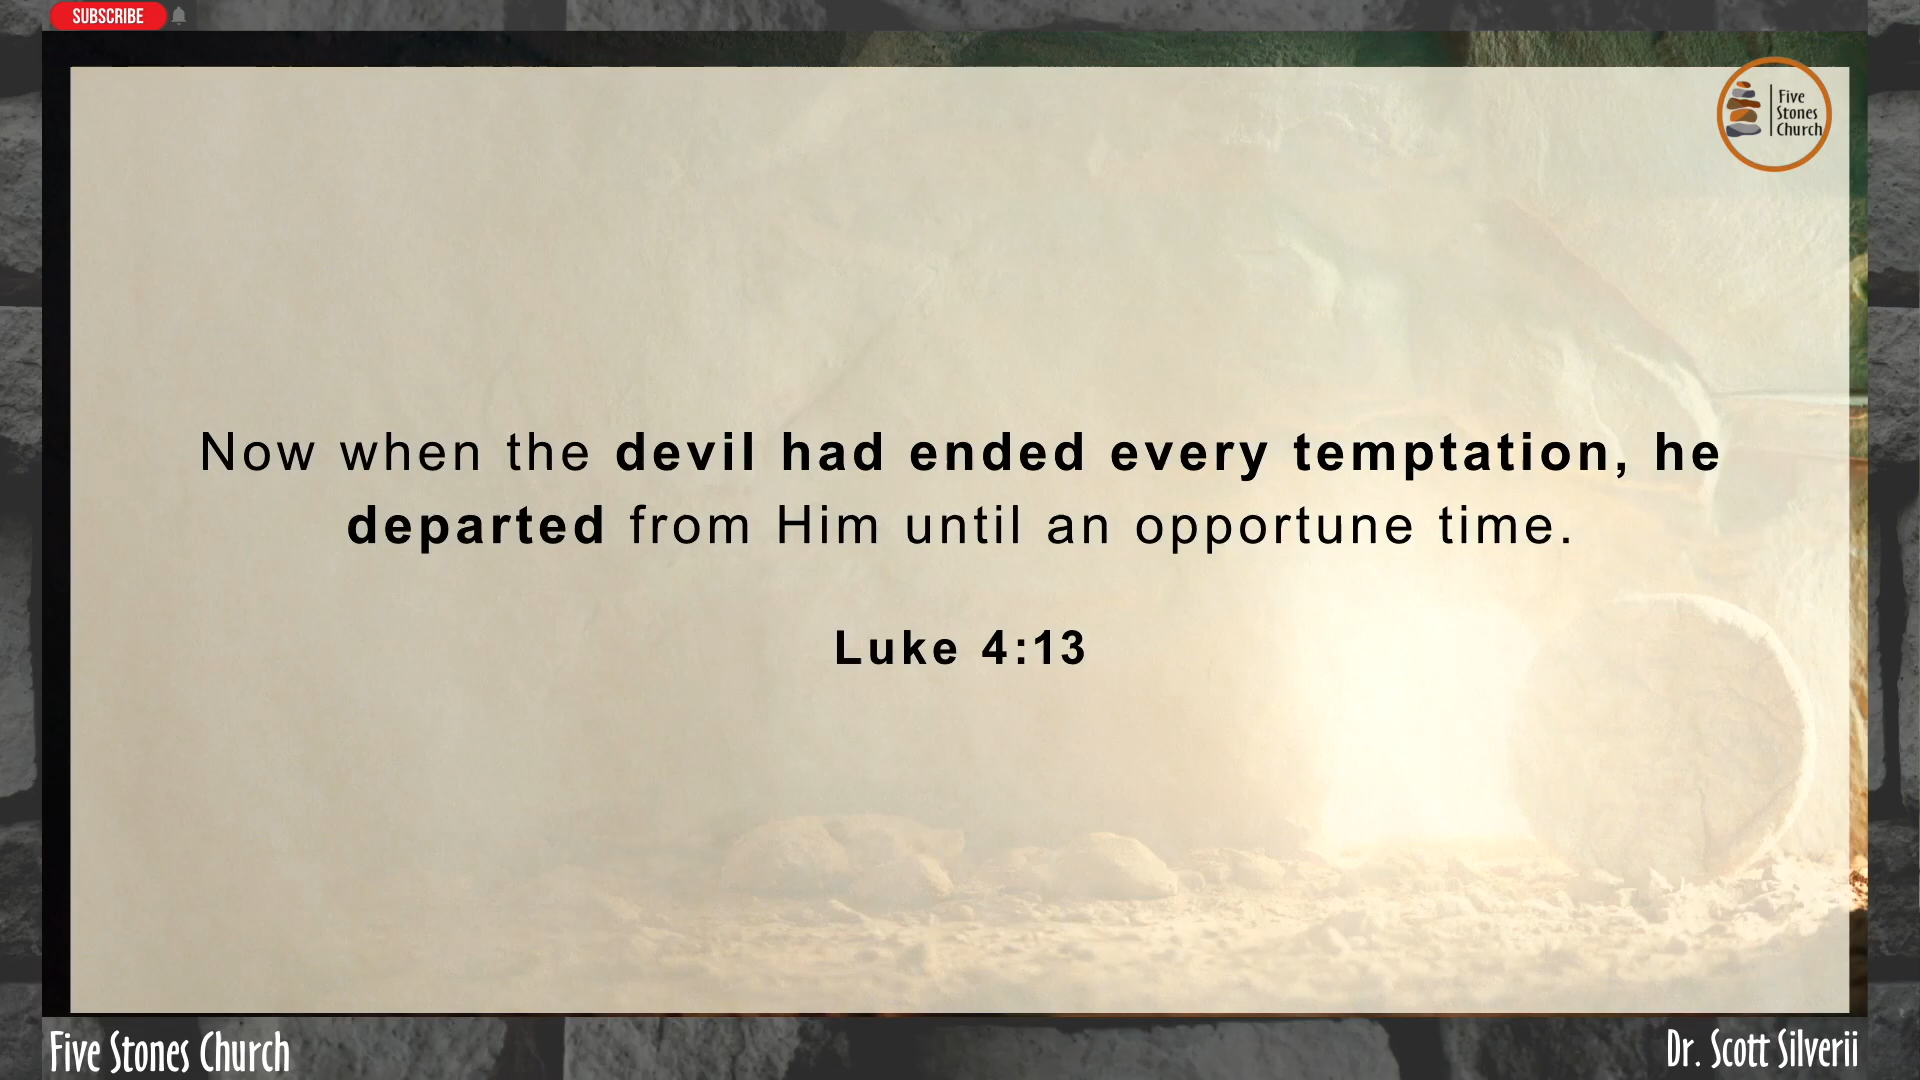 SUBSCRIBE
Five
Stones
Church
Now when the devil had ended every temptation, he
departed from Him until an opportune time.
Luke 4:13
Five Stones Church
Dr. Scott Silverii